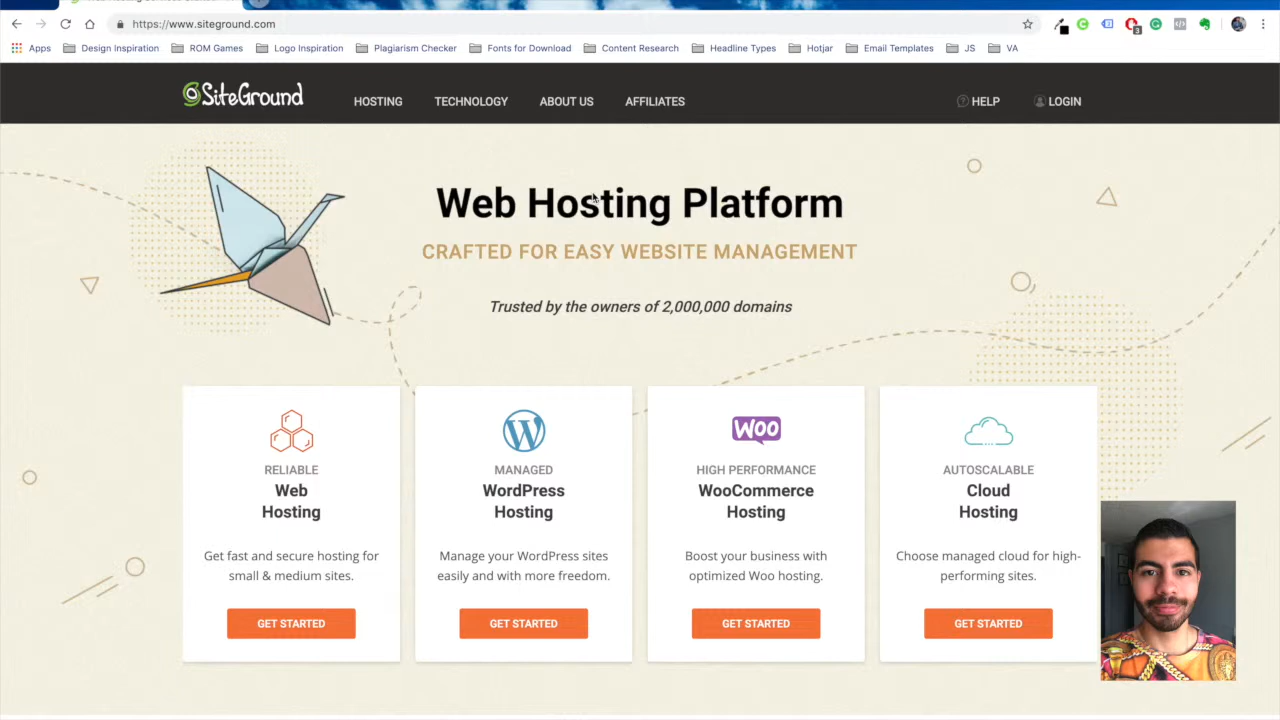 https://www.siteground.com
3
Apps
Design Inspiration
ROM Games
Logo Inspiration
Plagiarism Checker
Fonts for Download
Content Research
Headline Types
Hotjar
Email Templates
JS
VA
SiteGround
HOSTING
TECHNOLOGY
ABOUT US
AFFILIATES
HELP
LOGIN
Web Hosting Platform
CRAFTED FOR EASY WEBSITE MANAGEMENT
Trusted by the owners of 2,000,000 domains
RELIABLE
Web
Hosting
Get fast and secure hosting for
small & medium sites.
GET STARTED
MANAGED
WordPress
Hosting
Manage your WordPress sites
easily and with more freedom.
GET STARTED
WOO
HIGH PERFORMANCE
WooCommerce
Hosting
Boost your business with
optimized Woo hosting.
GET STARTED
AUTOSCALABLE
Cloud
Hosting
Choose managed cloud for high-
performing sites.
GET STARTED